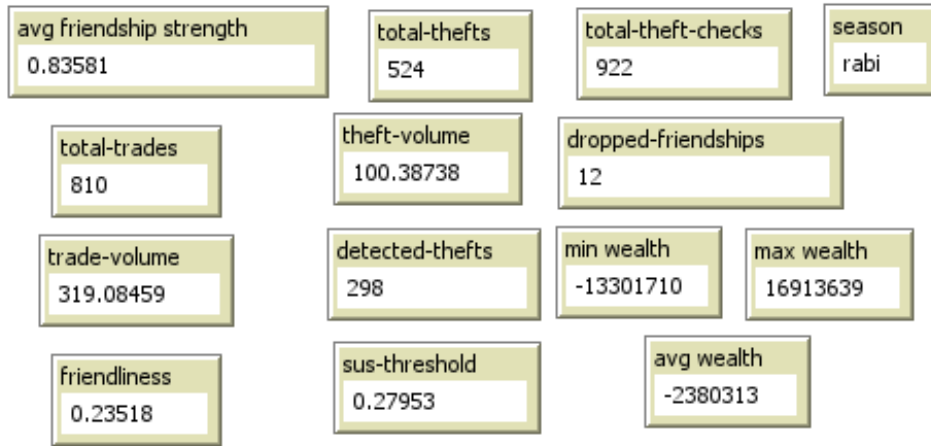 avg friendship strength
0.83581
total-thefts
524
total-theft-checks
922
season
rabi
total-trades
810
theft-volume
100.38738
dropped-friendships
12
trade-volume
319.08459
detected-thefts
298
min wealth
-13301710
max wealth
16913639
friendliness
0.23518
sus-threshold
0.27953
avg wealth
-2380313